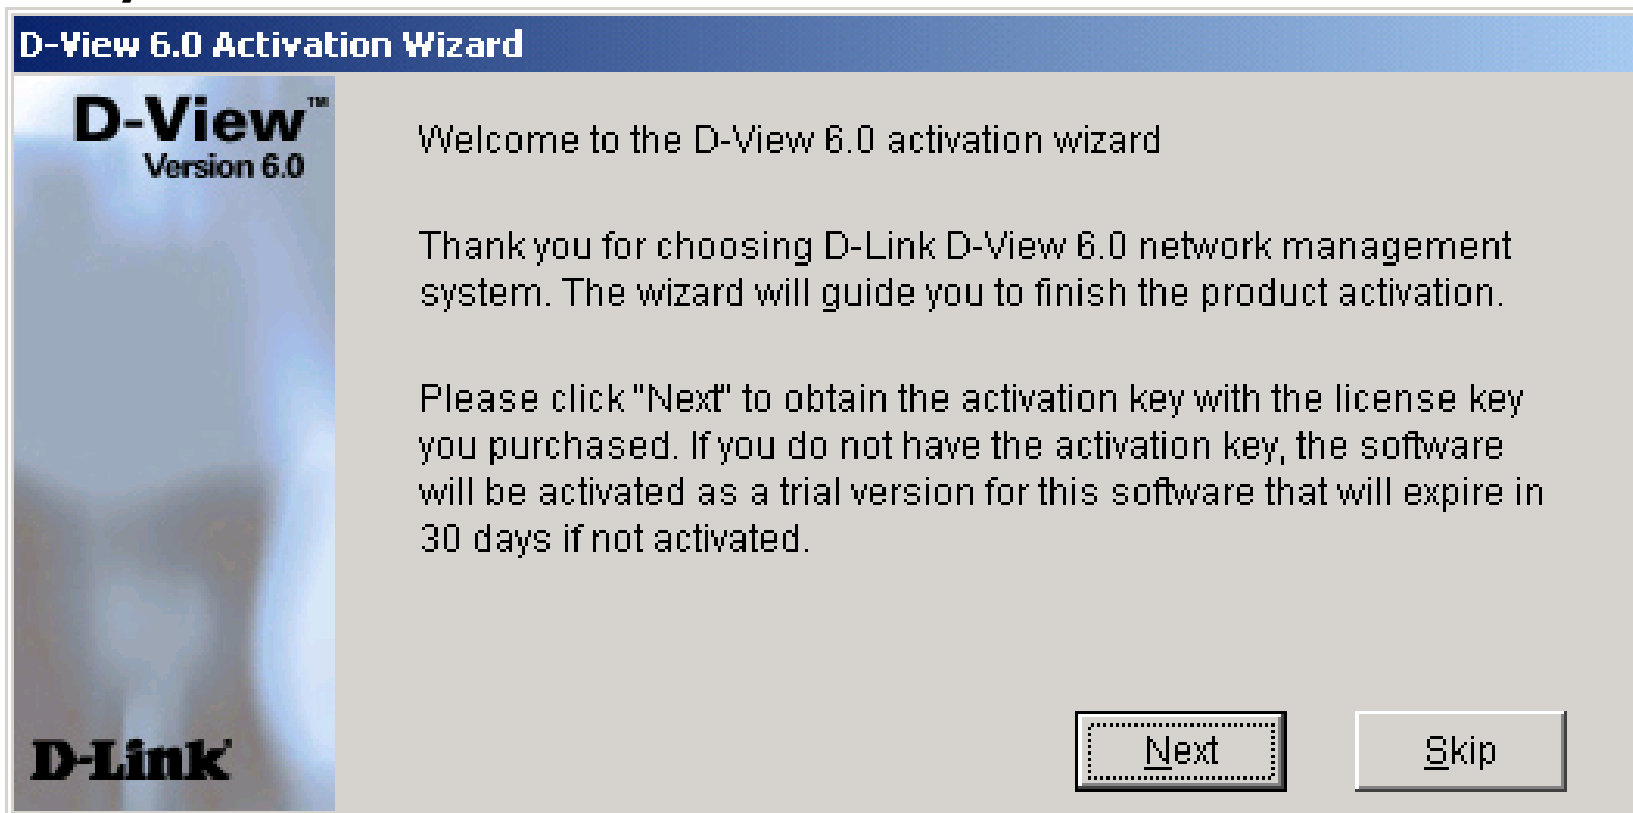 D-View 6.0 Activation Wizard
D-View™
Version 6.0
Welcome to the D-View 6.0 activation wizard
Thank you for choosing D-Link D-View 6.0 network management
system. The wizard will guide you to finish the product activation.
Please click "Next" to obtain the activation key with the license key
you purchased. If you do not have the activation key, the software
will be activated as a trial version for this software that will expire in
30 days if not activated.
D-Link
Next
Skip